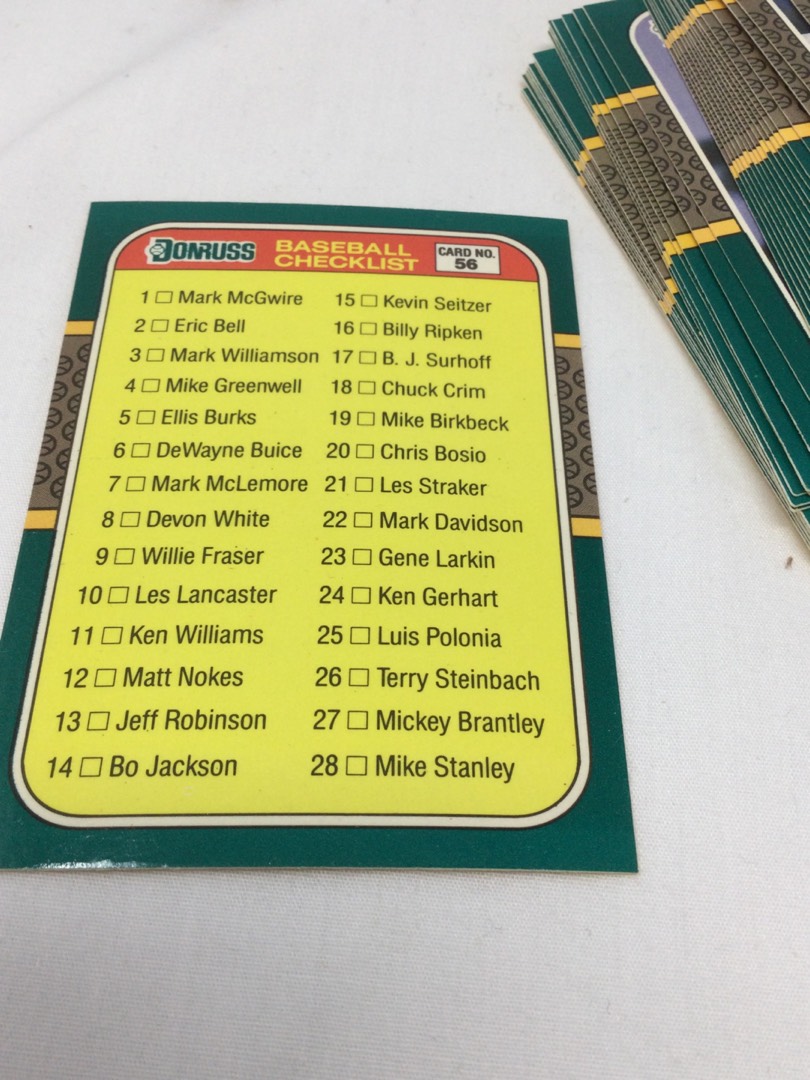 DONRUSS BASEBALL CHECKLIST CARD NO. 56
1 Mark McGwire
2 Eric Bell
3 Mark Williamson
4 Mike Greenwell
5 Ellis Burks
6 DeWayne Buice
7 Mark McLemore
8 Devon White
9 Willie Fraser
10 Les Lancaster
11 Ken Williams
12 Matt Nokes
13 Jeff Robinson
14 Bo Jackson
15 Kevin Seitzer
16 Billy Ripken
17 B. J. Surhoff
18 Chuck Crim
19 Mike Birkbeck
20 Chris Bosio
21 Les Straker
22 Mark Davidson
23 Gene Larkin
24 Ken Gerhart
25 Luis Polonia
26 Terry Steinbach
27 Mickey Brantley
28 Mike Stanley